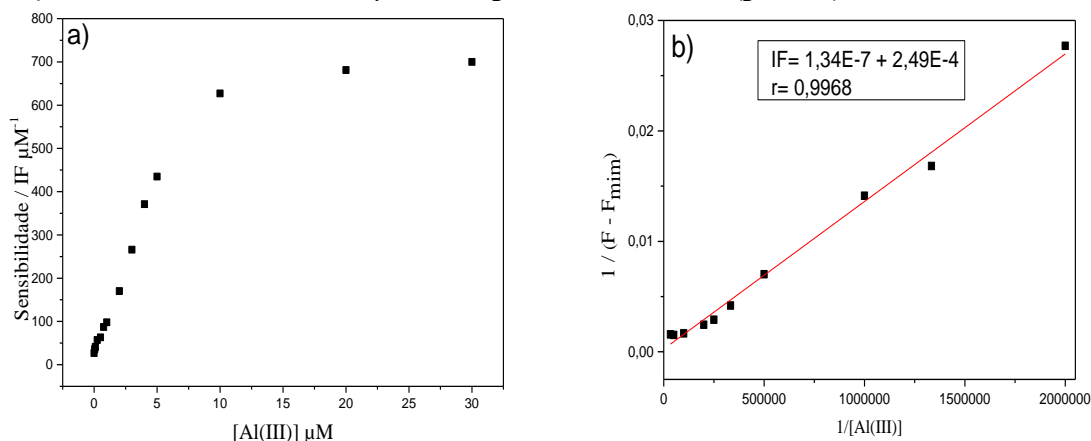 a)
800
700
600
500
400
300
200
100
0
Sensibilidade / IF µM⁻¹
0 5 10 15 20 25 30
[Al(III)] µM
b)
IF= 1,34E-7 + 2,49E-4
r= 0,9968
0,03
0,02
0,01
0,00
1 / (F - Fmim)
0 500000 1000000 1500000 2000000
1/[Al(III)]